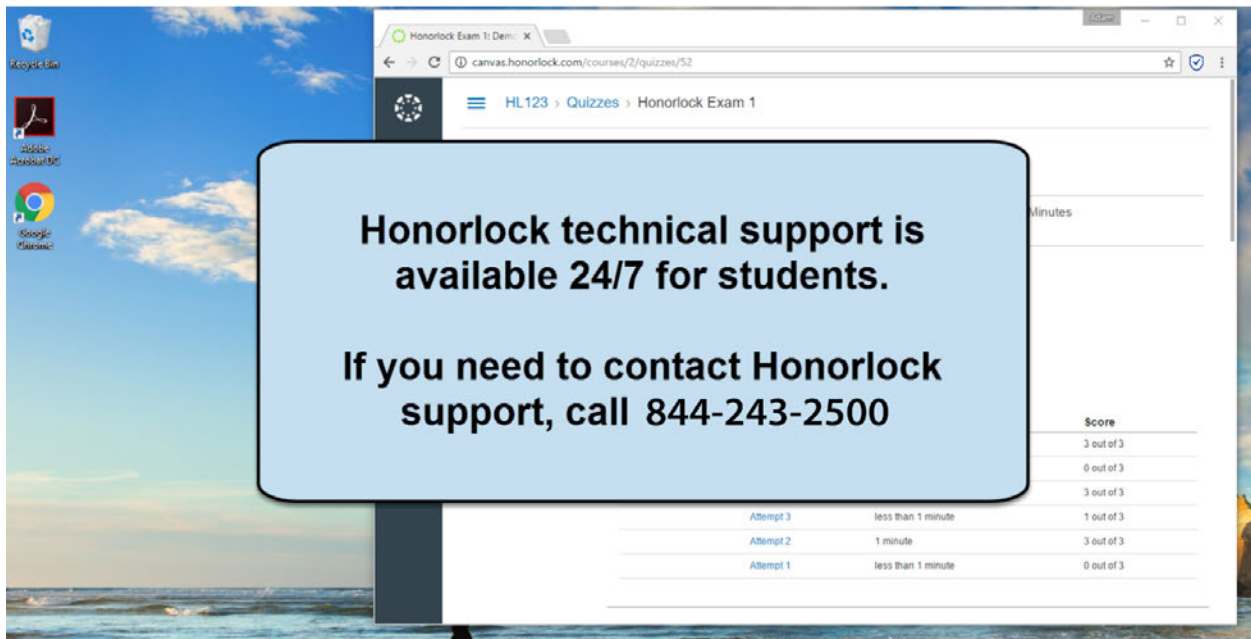 Recycle Bin
Adobe
Acrobat DC
Google
Chrome
Adam
Honorlock Exam 1: Demo
canvas.honorlock.com/courses/2/quizzes/52
HL123 > Quizzes > Honorlock Exam 1
Minutes
Honorlock technical support is
available 24/7 for students.
If you need to contact Honorlock
support, call 844-243-2500
Score
3 out of 3
0 out of 3
3 out of 3
Attempt 3 less than 1 minute 1 out of 3
Attempt 2 1 minute 3 out of 3
Attempt 1 less than 1 minute 0 out of 3